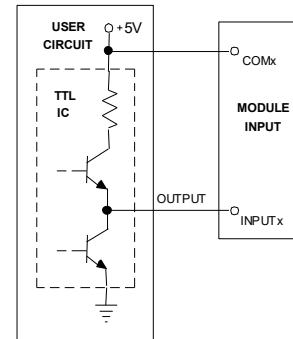 USER
CIRCUIT
+5V
COMx
TTL
IC
MODULE
INPUT
OUTPUT
INPUTx